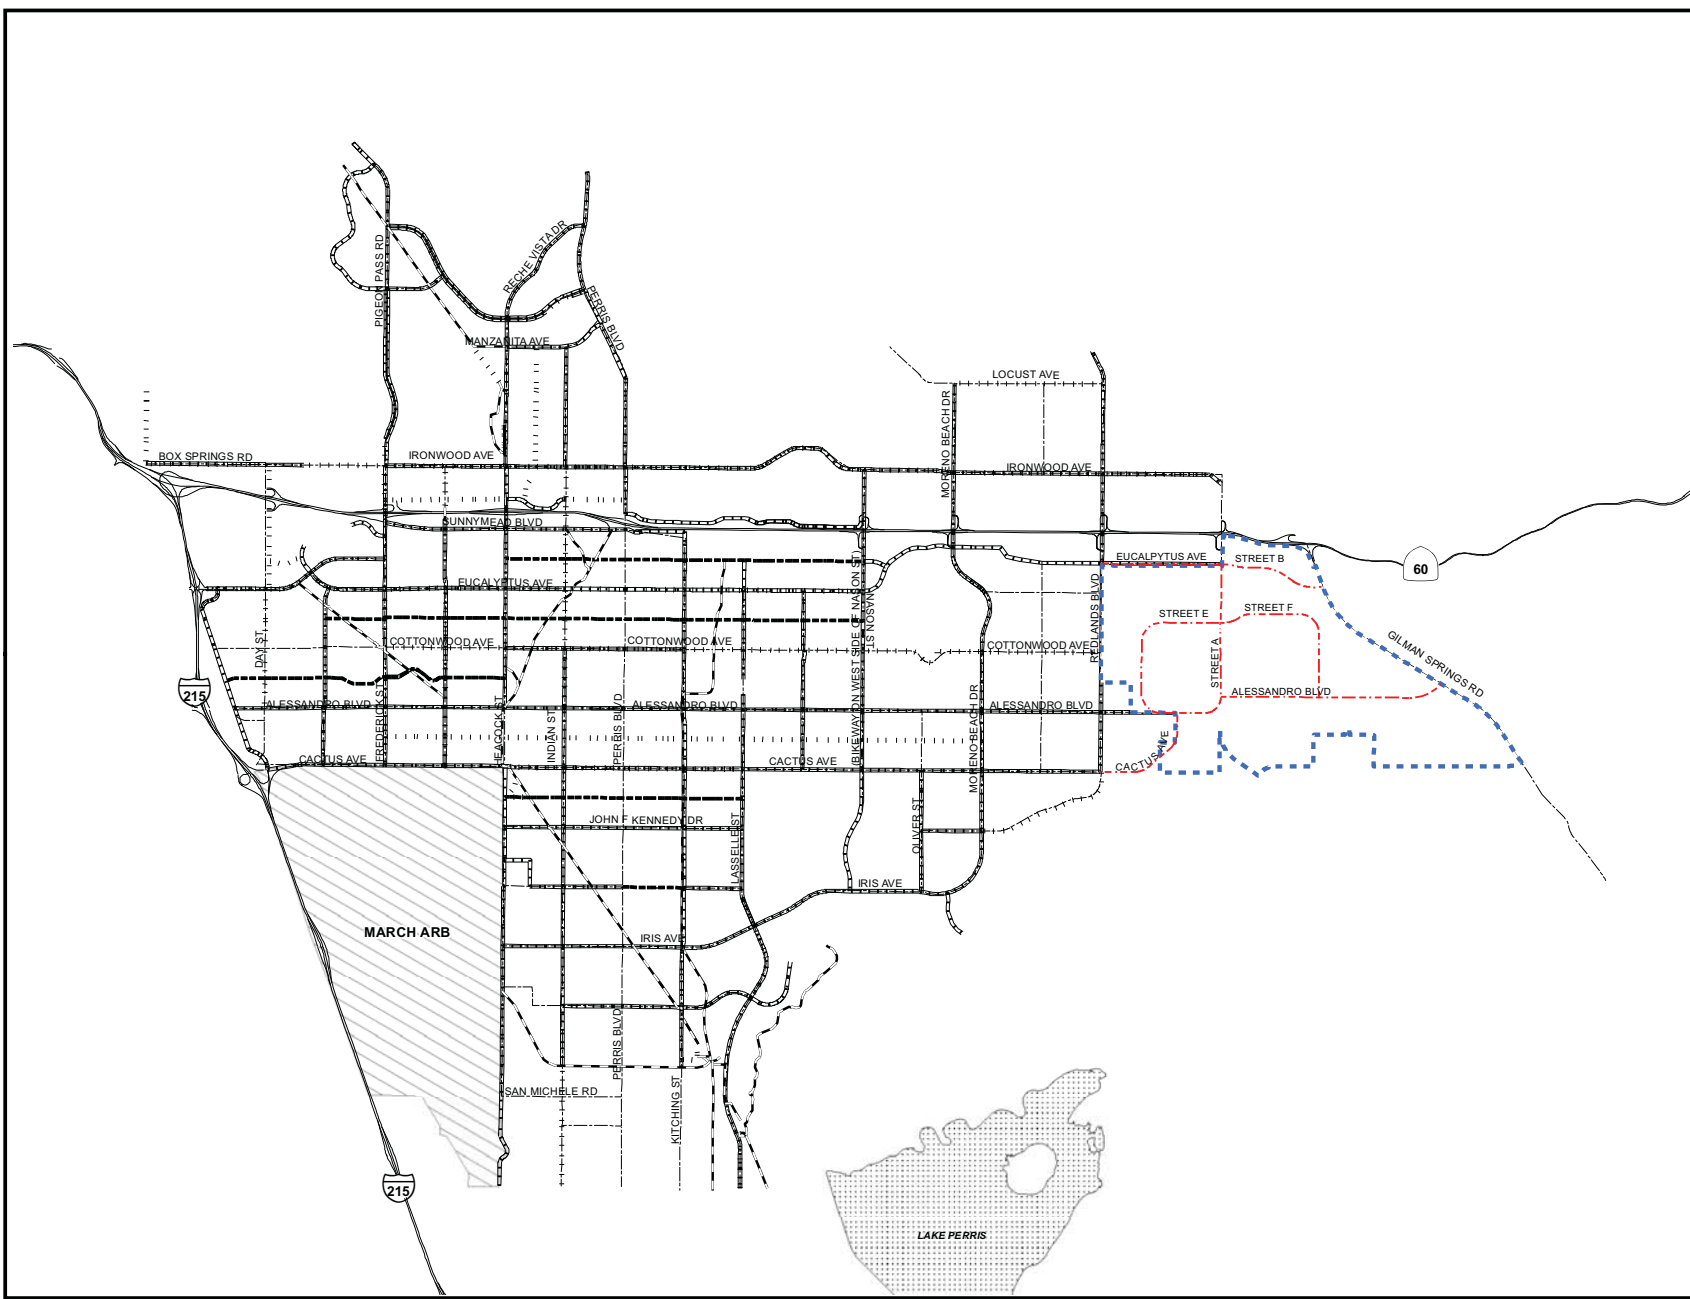 RECHE VISTA DR
PIGEON PASS RD
PERRIS BLVD
MANZANITA AVE
LOCUST AVE
MORENO BEACH DR
BOX SPRINGS RD
IRONWOOD AVE
IRONWOOD AVE
SUNNYMEAD BLVD
EUCALPYTUS AVE
STREET B
60
EUCALYPTUS AVE
(BIKEWAY ON WEST SIDE OF NASON ST)
NASON ST
REDLANDS BLVD
STREET E
STREET F
DAY ST
COTTONWOOD AVE
COTTONWOOD AVE
COTTONWOOD AVE
STREET A
GILMAN SPRINGS RD
215
ALESSANDRO BLVD
FREDERICK ST
HEACOCK ST
INDIAN ST
PERRIS BLVD
ALESSANDRO BLVD
MORENO BEACH DR
ALESSANDRO BLVD
ALESSANDRO BLVD
CACTUS AVE
CACTUS AVE
CACTUS AVE
JOHN F KENNEDY DR
LASSELLE ST
OLIVER ST
IRIS AVE
MARCH ARB
IRIS AVE
PERRIS BLVD
SAN MICHELE RD
KITCHING ST
215
LAKE PERRIS